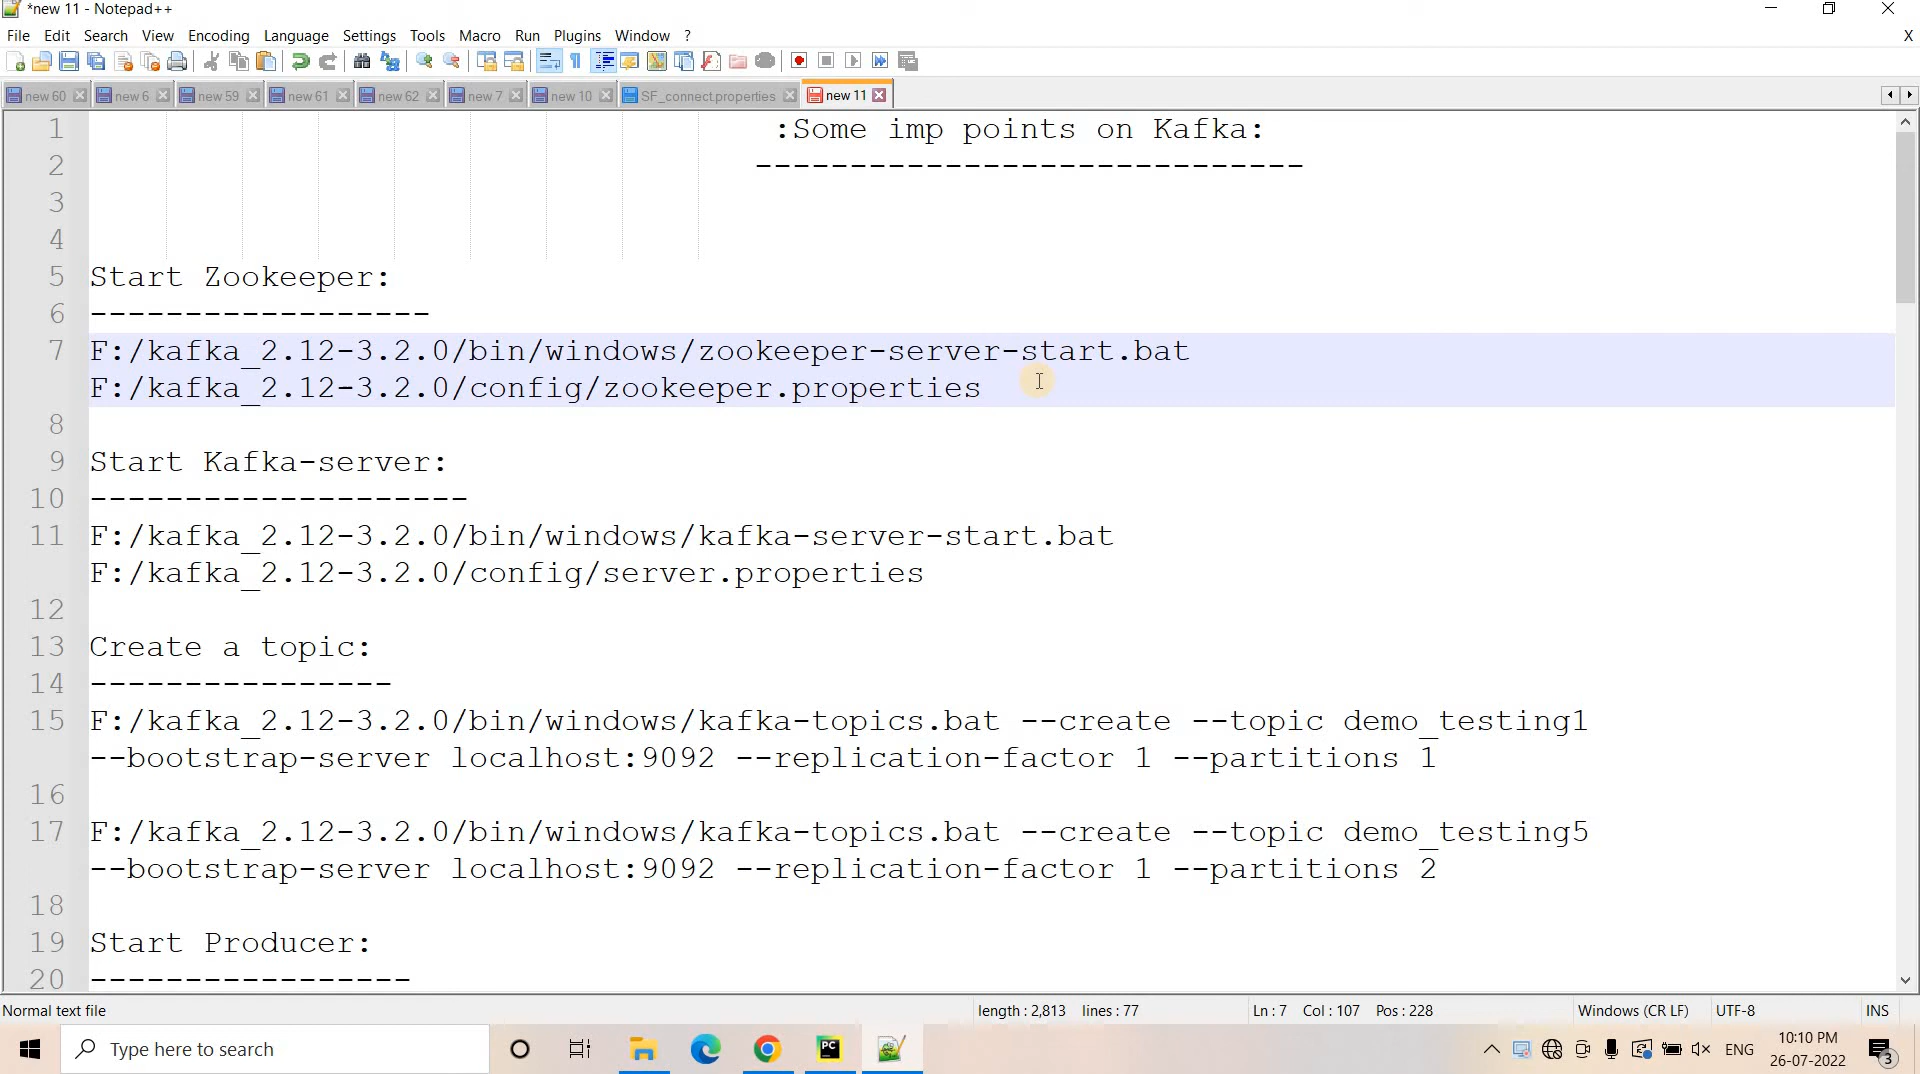 *new 11 - Notepad++
File Edit Search View Encoding Language Settings Tools Macro Run Plugins Window ? X
new 60 new 6 new 59 new 61 new 62 new 7 new 10 SF_connect.properties new 11
1 :Some imp points on Kafka:
2 -----------------------------
3
4
5 Start Zookeeper:
6 ------------------
7 F:/kafka_2.12-3.2.0/bin/windows/zookeeper-server-start.bat
F:/kafka_2.12-3.2.0/config/zookeeper.properties
8
9 Start Kafka-server:
10 --------------------
11 F:/kafka_2.12-3.2.0/bin/windows/kafka-server-start.bat
F:/kafka_2.12-3.2.0/config/server.properties
12
13 Create a topic:
14 ----------------
15 F:/kafka_2.12-3.2.0/bin/windows/kafka-topics.bat --create --topic demo_testing1
--bootstrap-server localhost:9092 --replication-factor 1 --partitions 1
16
17 F:/kafka_2.12-3.2.0/bin/windows/kafka-topics.bat --create --topic demo_testing5
--bootstrap-server localhost:9092 --replication-factor 1 --partitions 2
18
19 Start Producer:
20 -----------------
Normal text file length : 2,813 lines : 77 Ln : 7 Col : 107 Pos : 228 Windows (CR LF) UTF-8 INS
Type here to search PC ENG 10:10 PM
26-07-2022 3